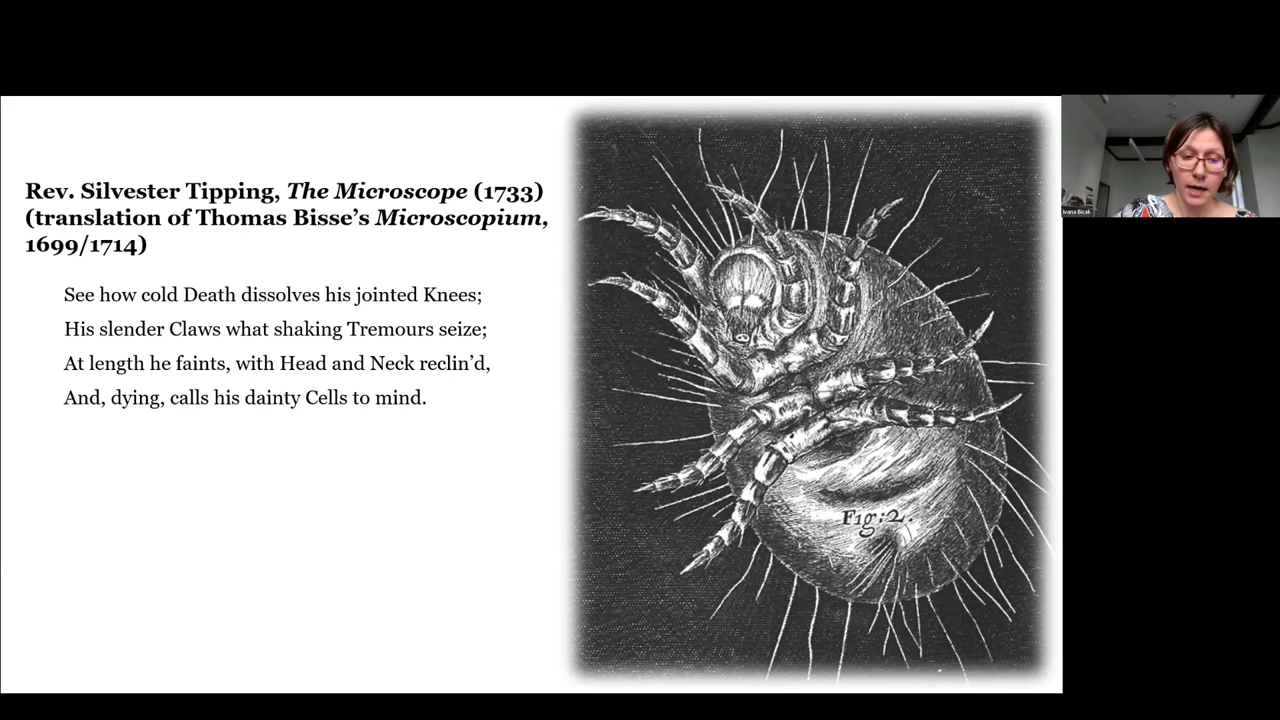 Rev. Silvester Tipping, The Microscope (1733)
(translation of Thomas Bisse’s Microscopium,
1699/1714)
See how cold Death dissolves his jointed Knees;
His slender Claws what shaking Tremours seize;
At length he faints, with Head and Neck reclin’d,
And, dying, calls his dainty Cells to mind.
Fig:2.
Ivana Bicak